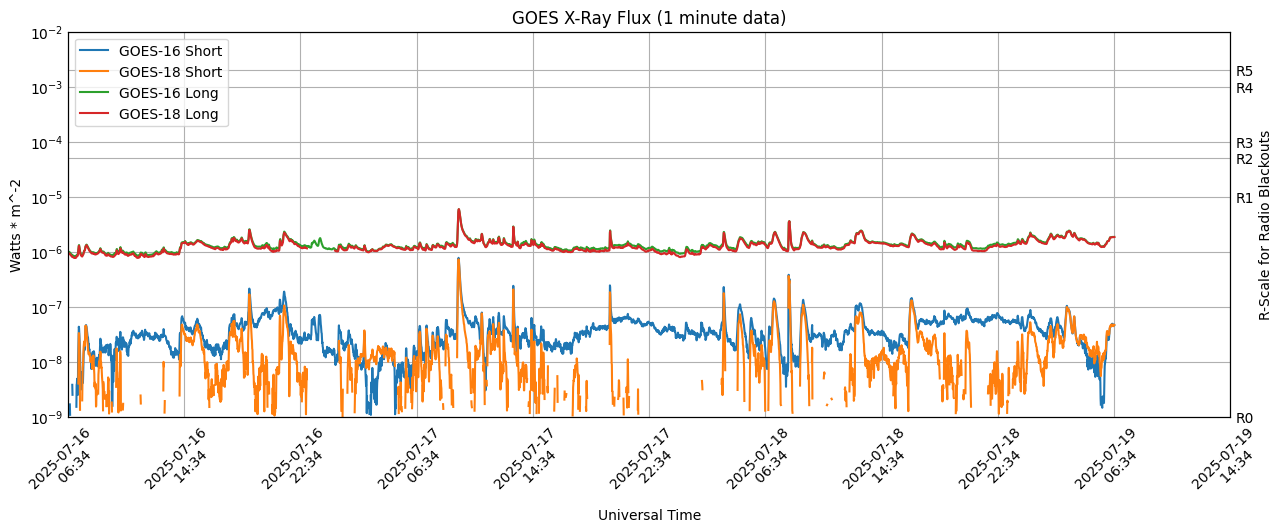 GOES X-Ray Flux (1 minute data)
GOES-16 Short
GOES-18 Short
GOES-16 Long
GOES-18 Long
10^-2
10^-3
10^-4
10^-5
10^-6
10^-7
10^-8
10^-9
Watts * m^-2
R5
R4
R3
R2
R1
R0
R-Scale for Radio Blackouts
2025-07-16
06:34
2025-07-16
14:34
2025-07-16
22:34
2025-07-17
06:34
2025-07-17
14:34
2025-07-17
22:34
2025-07-18
06:34
2025-07-18
14:34
2025-07-18
22:34
2025-07-19
06:34
2025-07-19
14:34
Universal Time